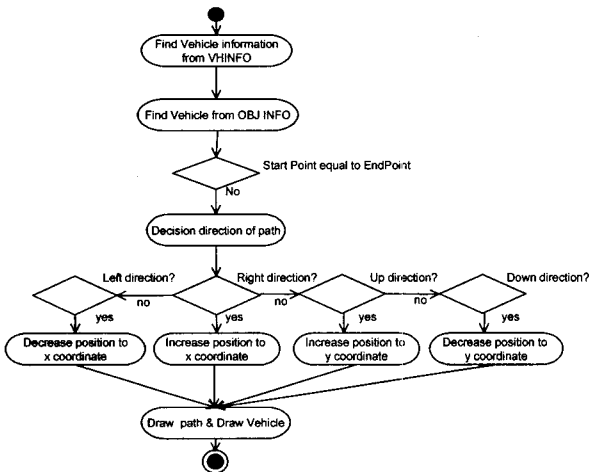 Find Vehicle information
from VHINFO
Find Vehicle from OBJ INFO
Start Point equal to EndPoint
No
Decision direction of path
Left direction?
Right direction?
Up direction?
Down direction?
no
no
no
yes
yes
yes
yes
Decrease position to
x coordinate
Increase position to
x coordinate
Increase position to
y coordinate
Decrease position to
y coordinate
Draw path & Draw Vehicle